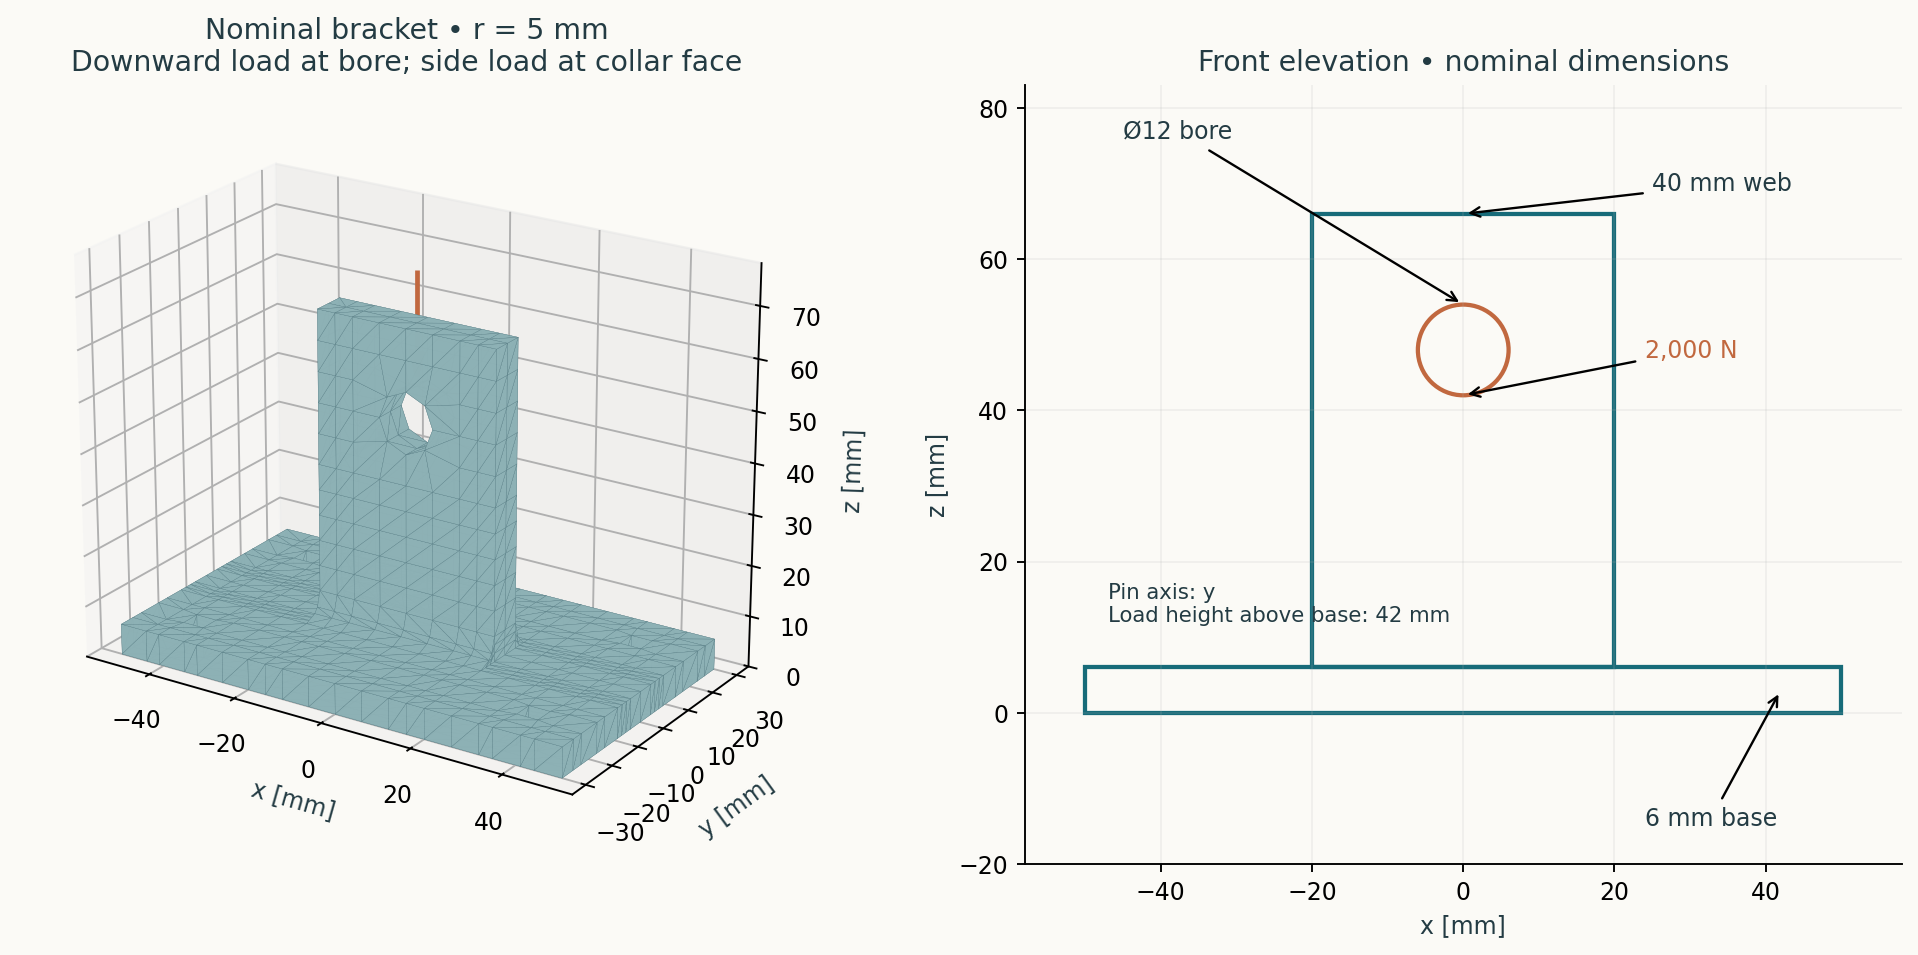 Nominal bracket • r = 5 mm
Downward load at bore; side load at collar face
70
60
50
40
30
20
10
0
z [mm]
−40
−20
0
20
40
x [mm]
−30
−20
−10
0
10
20
30
y [mm]
Front elevation • nominal dimensions
80
60
40
20
0
−20
z [mm]
Ø12 bore
40 mm web
2,000 N
Pin axis: y
Load height above base: 42 mm
6 mm base
−40
−20
0
20
40
x [mm]